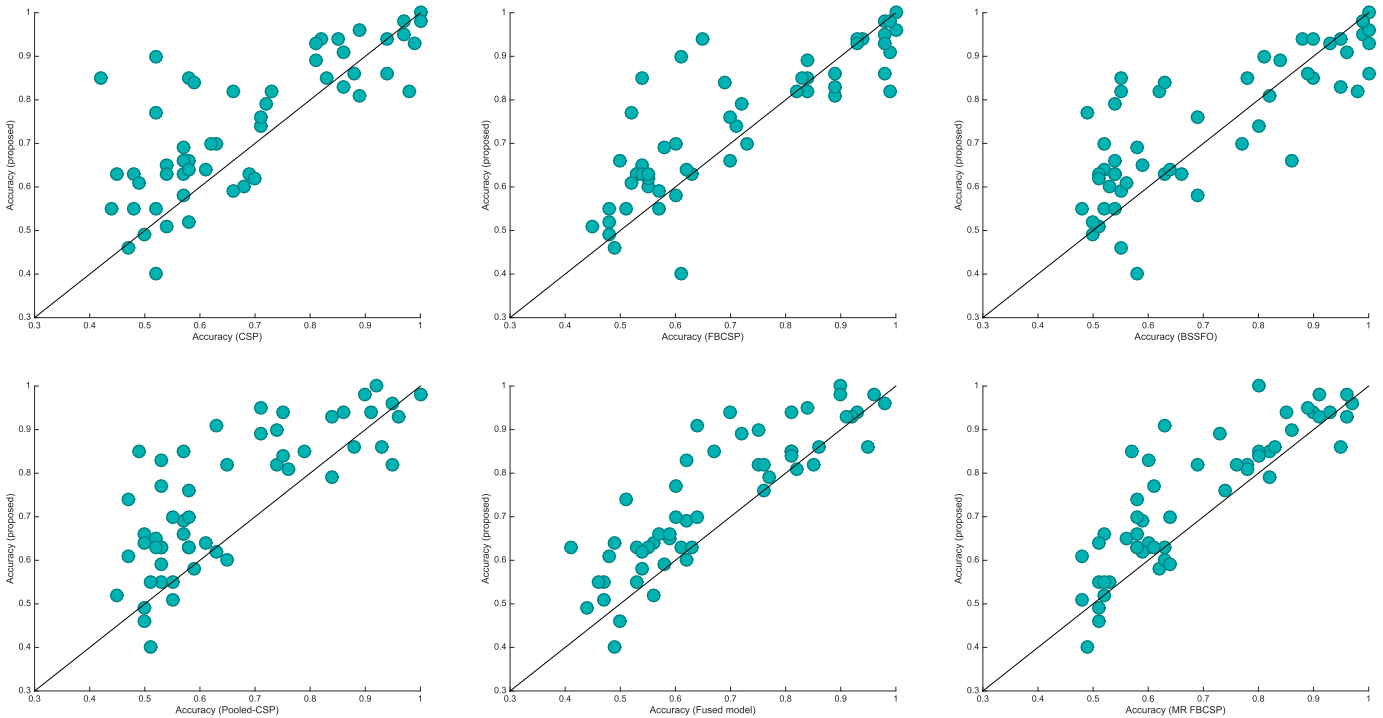 1
0.9
0.8
0.7
0.6
0.5
0.4
0.3
Accuracy (proposed)
0.3 0.4 0.5 0.6 0.7 0.8 0.9 1
Accuracy (CSP)
1
0.9
0.8
0.7
0.6
0.5
0.4
0.3
Accuracy (proposed)
0.3 0.4 0.5 0.6 0.7 0.8 0.9 1
Accuracy (FBCSP)
1
0.9
0.8
0.7
0.6
0.5
0.4
0.3
Accuracy (proposed)
0.3 0.4 0.5 0.6 0.7 0.8 0.9 1
Accuracy (BSSFO)
1
0.9
0.8
0.7
0.6
0.5
0.4
0.3
Accuracy (proposed)
0.3 0.4 0.5 0.6 0.7 0.8 0.9 1
Accuracy (Pooled-CSP)
1
0.9
0.8
0.7
0.6
0.5
0.4
0.3
Accuracy (proposed)
0.3 0.4 0.5 0.6 0.7 0.8 0.9 1
Accuracy (Fused model)
1
0.9
0.8
0.7
0.6
0.5
0.4
0.3
Accuracy (proposed)
0.3 0.4 0.5 0.6 0.7 0.8 0.9 1
Accuracy (MR FBCSP)